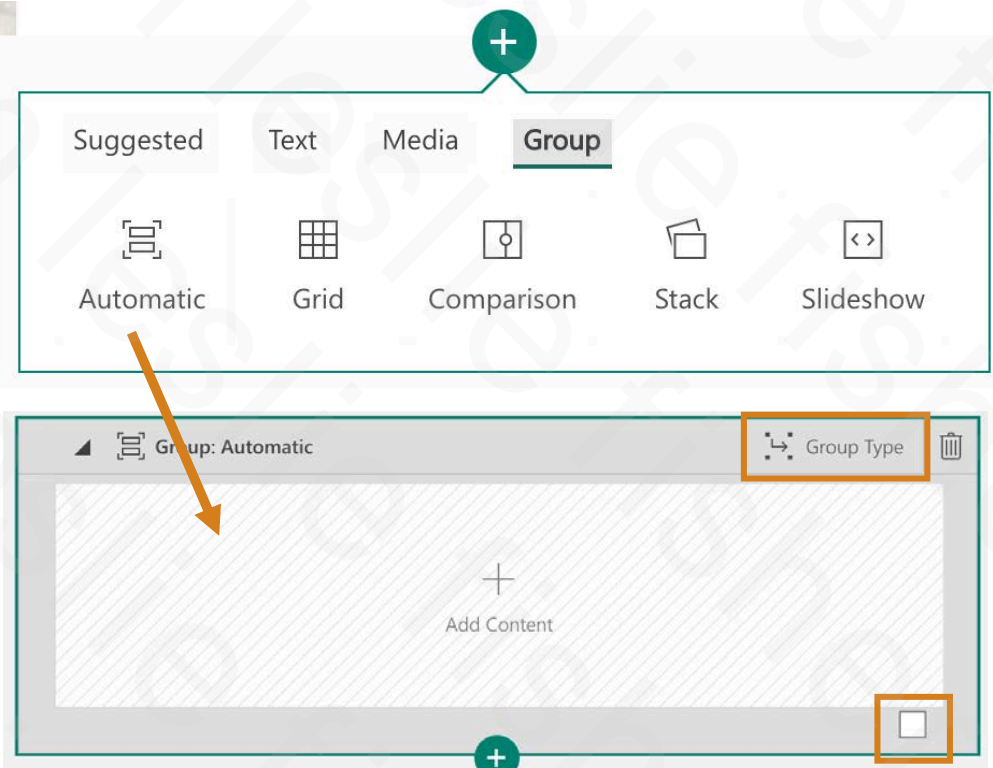 Suggested Text Media Group
Automatic Grid Comparison Stack Slideshow
Group: Automatic Group Type
Add Content